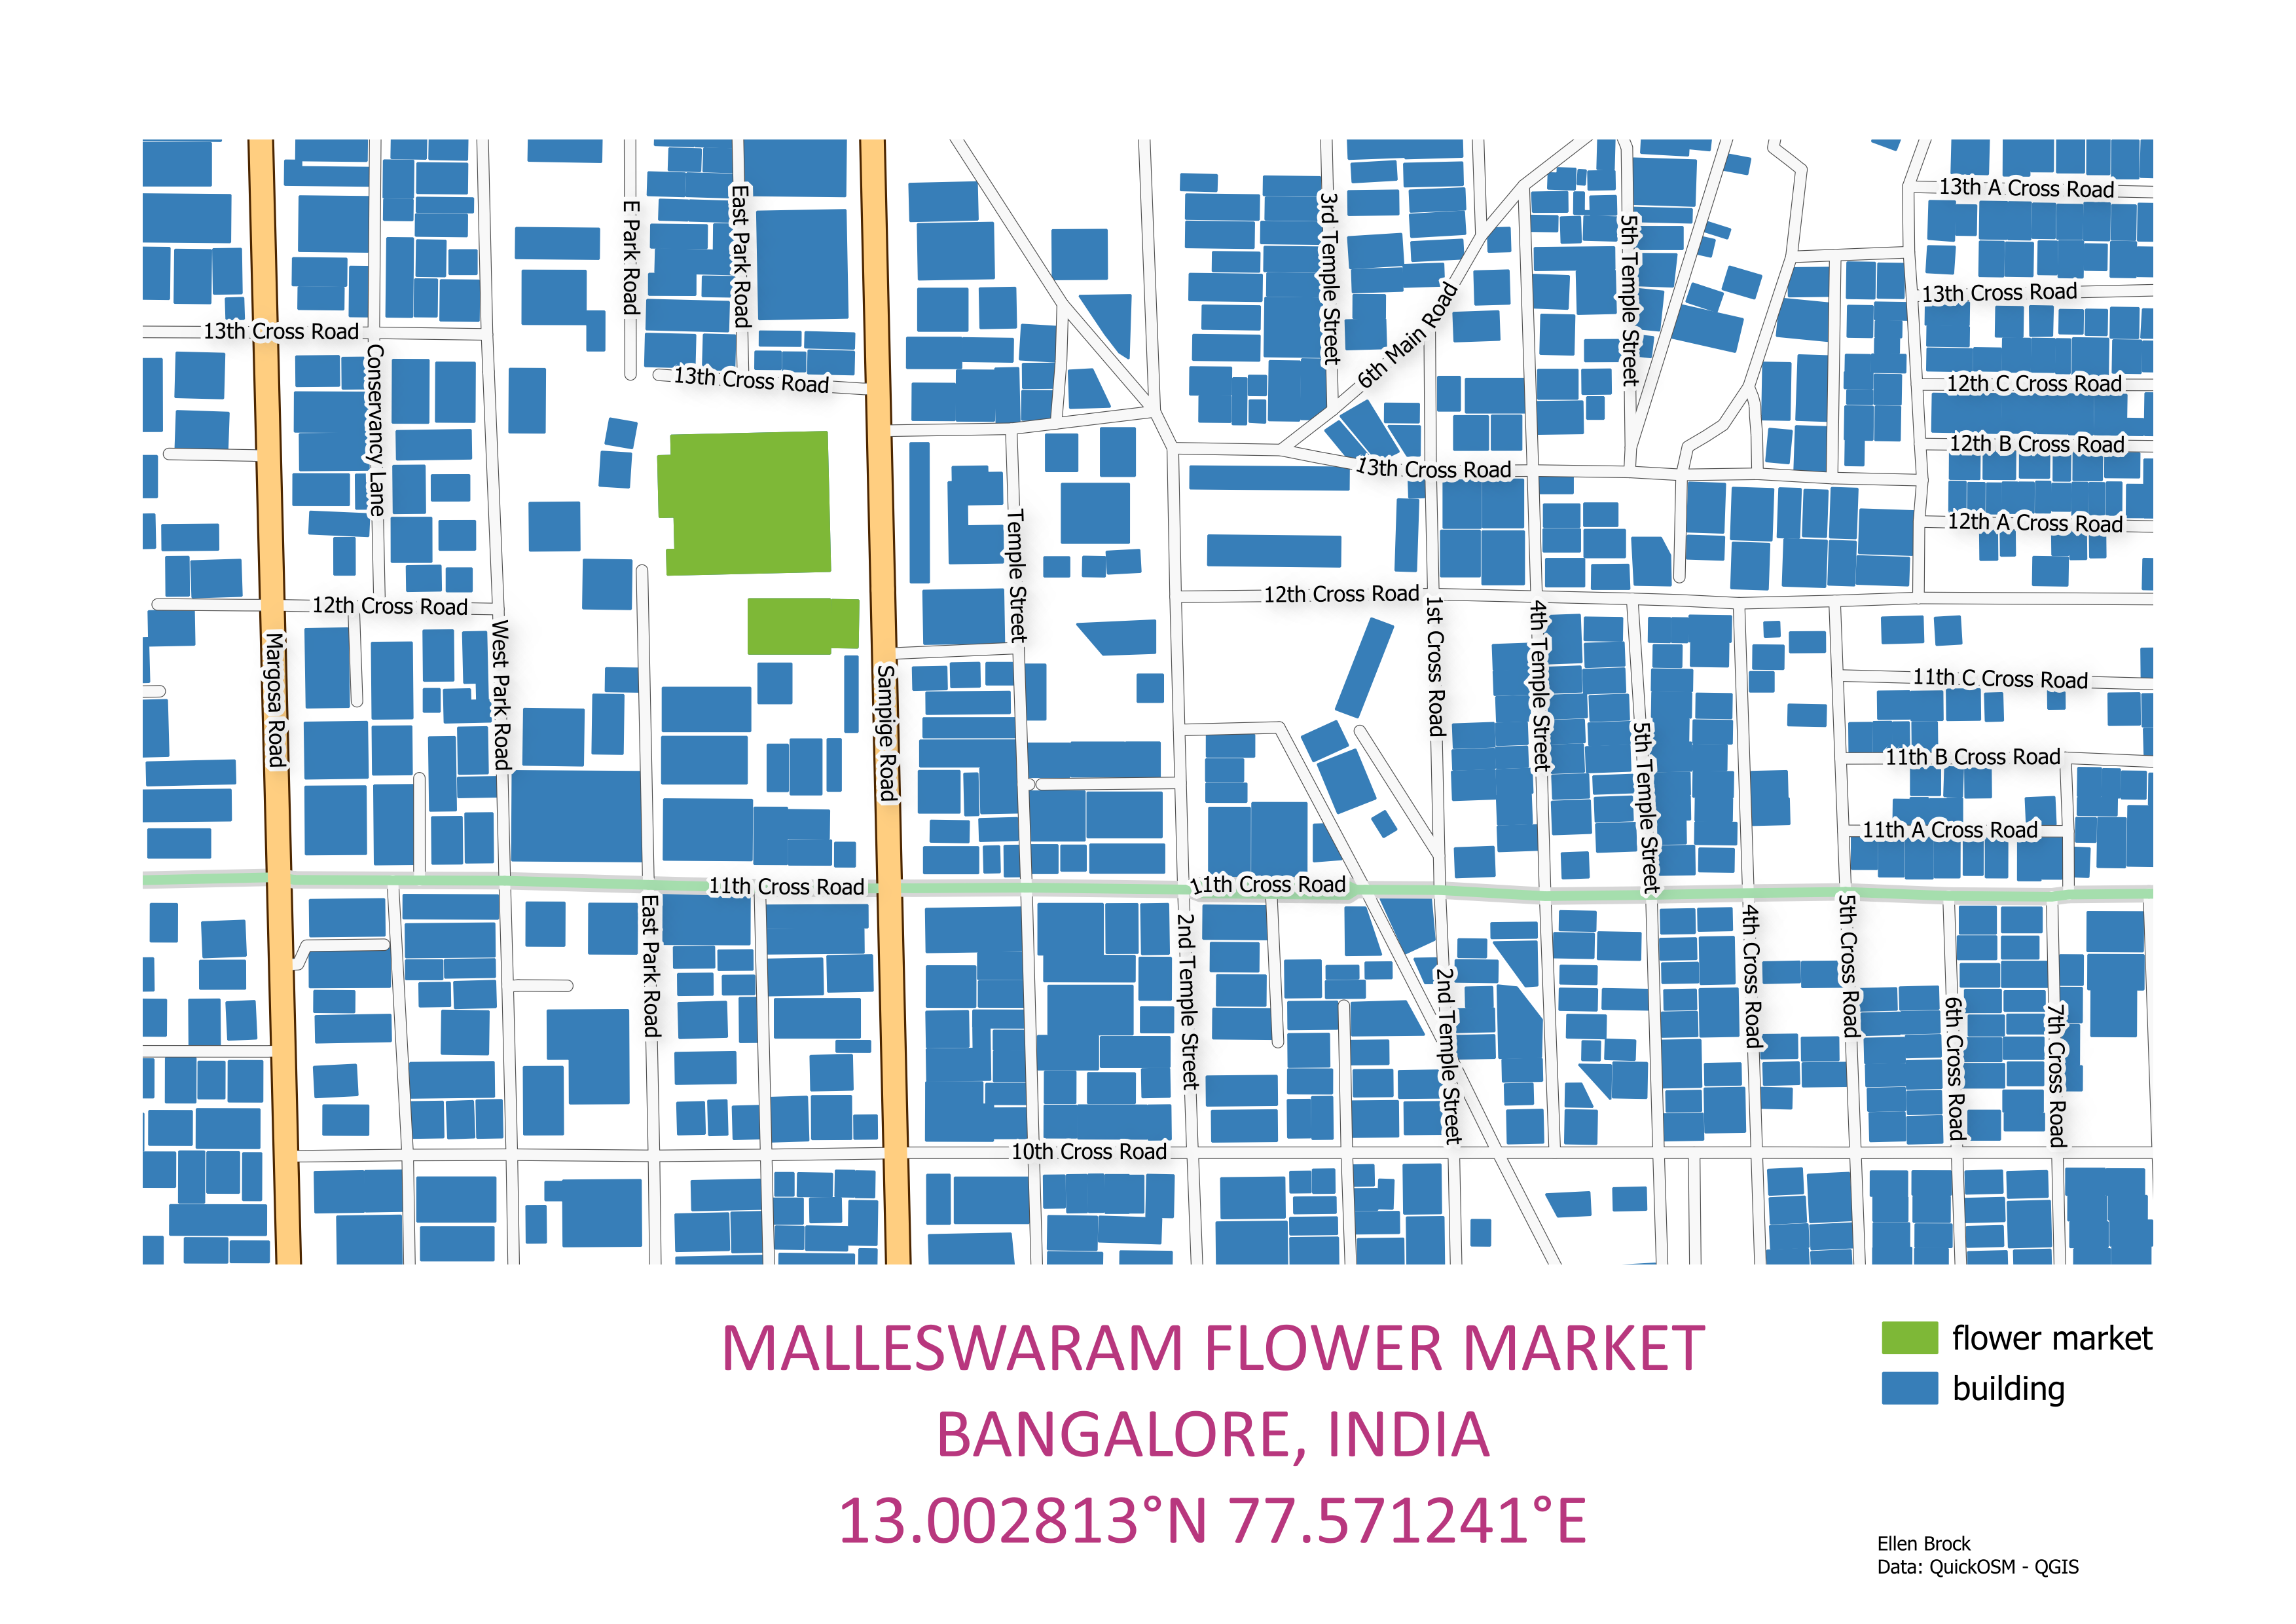 13th A Cross Road
3rd Temple Street
East Park Road
E Park Road
5th Temple Street
13th Cross Road
6th Main Road
13th Cross Road
Conservancy Lane
13th Cross Road
12th C Cross Road
12th B Cross Road
13th Cross Road
12th A Cross Road
Temple Street
12th Cross Road
12th Cross Road
1st Cross Road
4th Temple Street
West Park Road
Margosa Road
Sampige Road
11th C Cross Road
5th Temple Street
11th B Cross Road
11th A Cross Road
11th Cross Road
11th Cross Road
East Park Road
2nd Temple Street
4th Cross Road
5th Cross Road
2nd Temple Street
6th Cross Road
7th Cross Road
10th Cross Road
MALLESWARAM FLOWER MARKET
BANGALORE, INDIA
13.002813°N 77.571241°E
flower market
building
Ellen Brock
Data: QuickOSM - QGIS